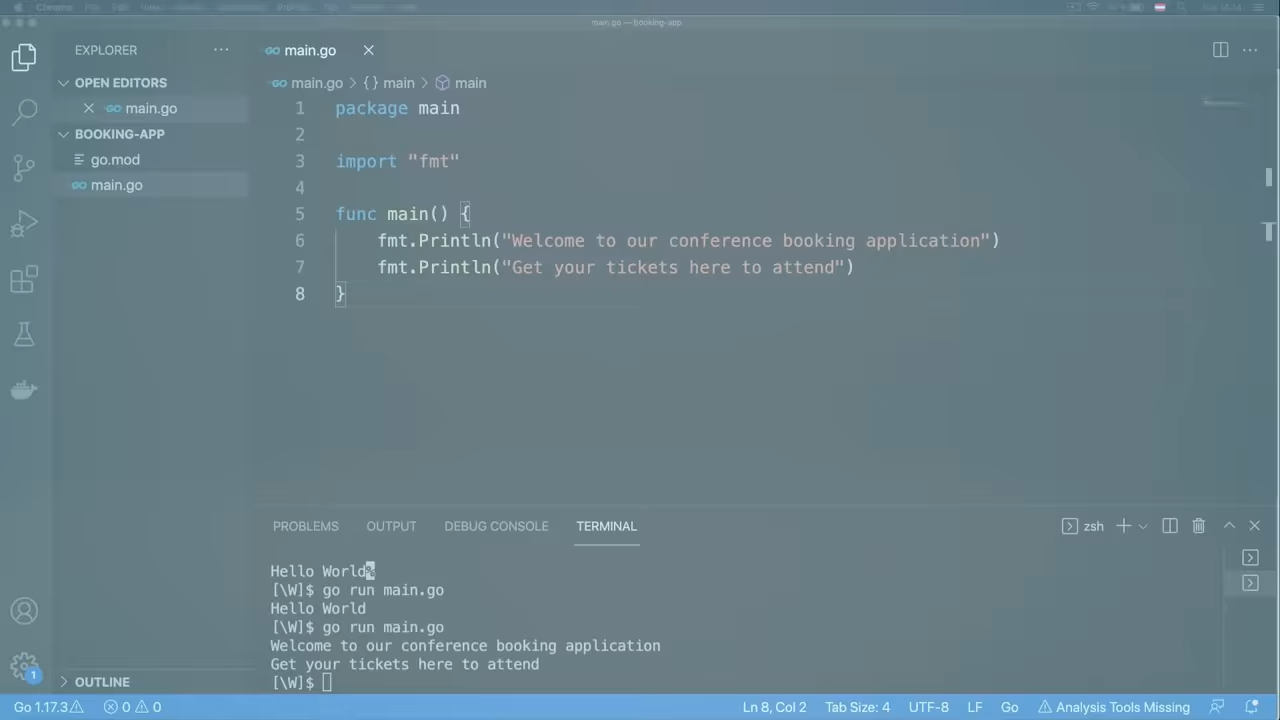 main.go — booking-app
EXPLORER
OPEN EDITORS
main.go
BOOKING-APP
go.mod
main.go
OUTLINE
main.go
main.go > {} main > main
1 package main
2
3 import "fmt"
4
5 func main() {
6 fmt.Println("Welcome to our conference booking application")
7 fmt.Println("Get your tickets here to attend")
8 }
PROBLEMS OUTPUT DEBUG CONSOLE TERMINAL
zsh
Hello World%
[\W]$ go run main.go
Hello World
[\W]$ go run main.go
Welcome to our conference booking application
Get your tickets here to attend
[\W]$
1
T
Go 1.17.3 0 0 Ln 8, Col 2 Tab Size: 4 UTF-8 LF Go Analysis Tools Missing